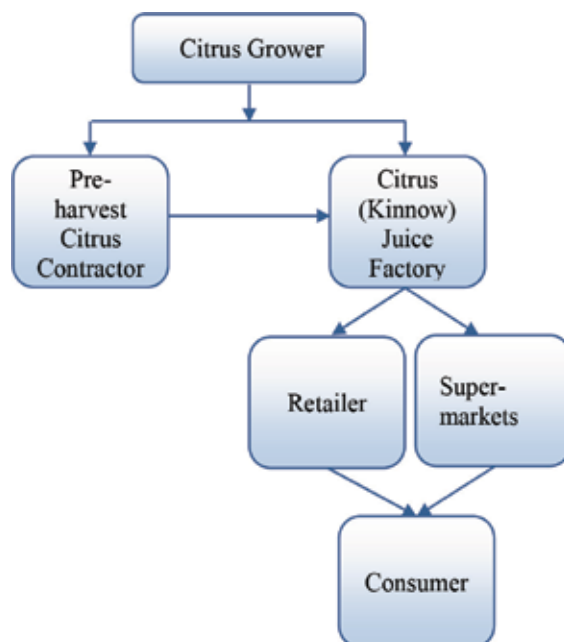 Citrus Grower
Pre-
harvest
Citrus
Contractor
Citrus
(Kinnow)
Juice
Factory
Retailer
Super-
markets
Consumer